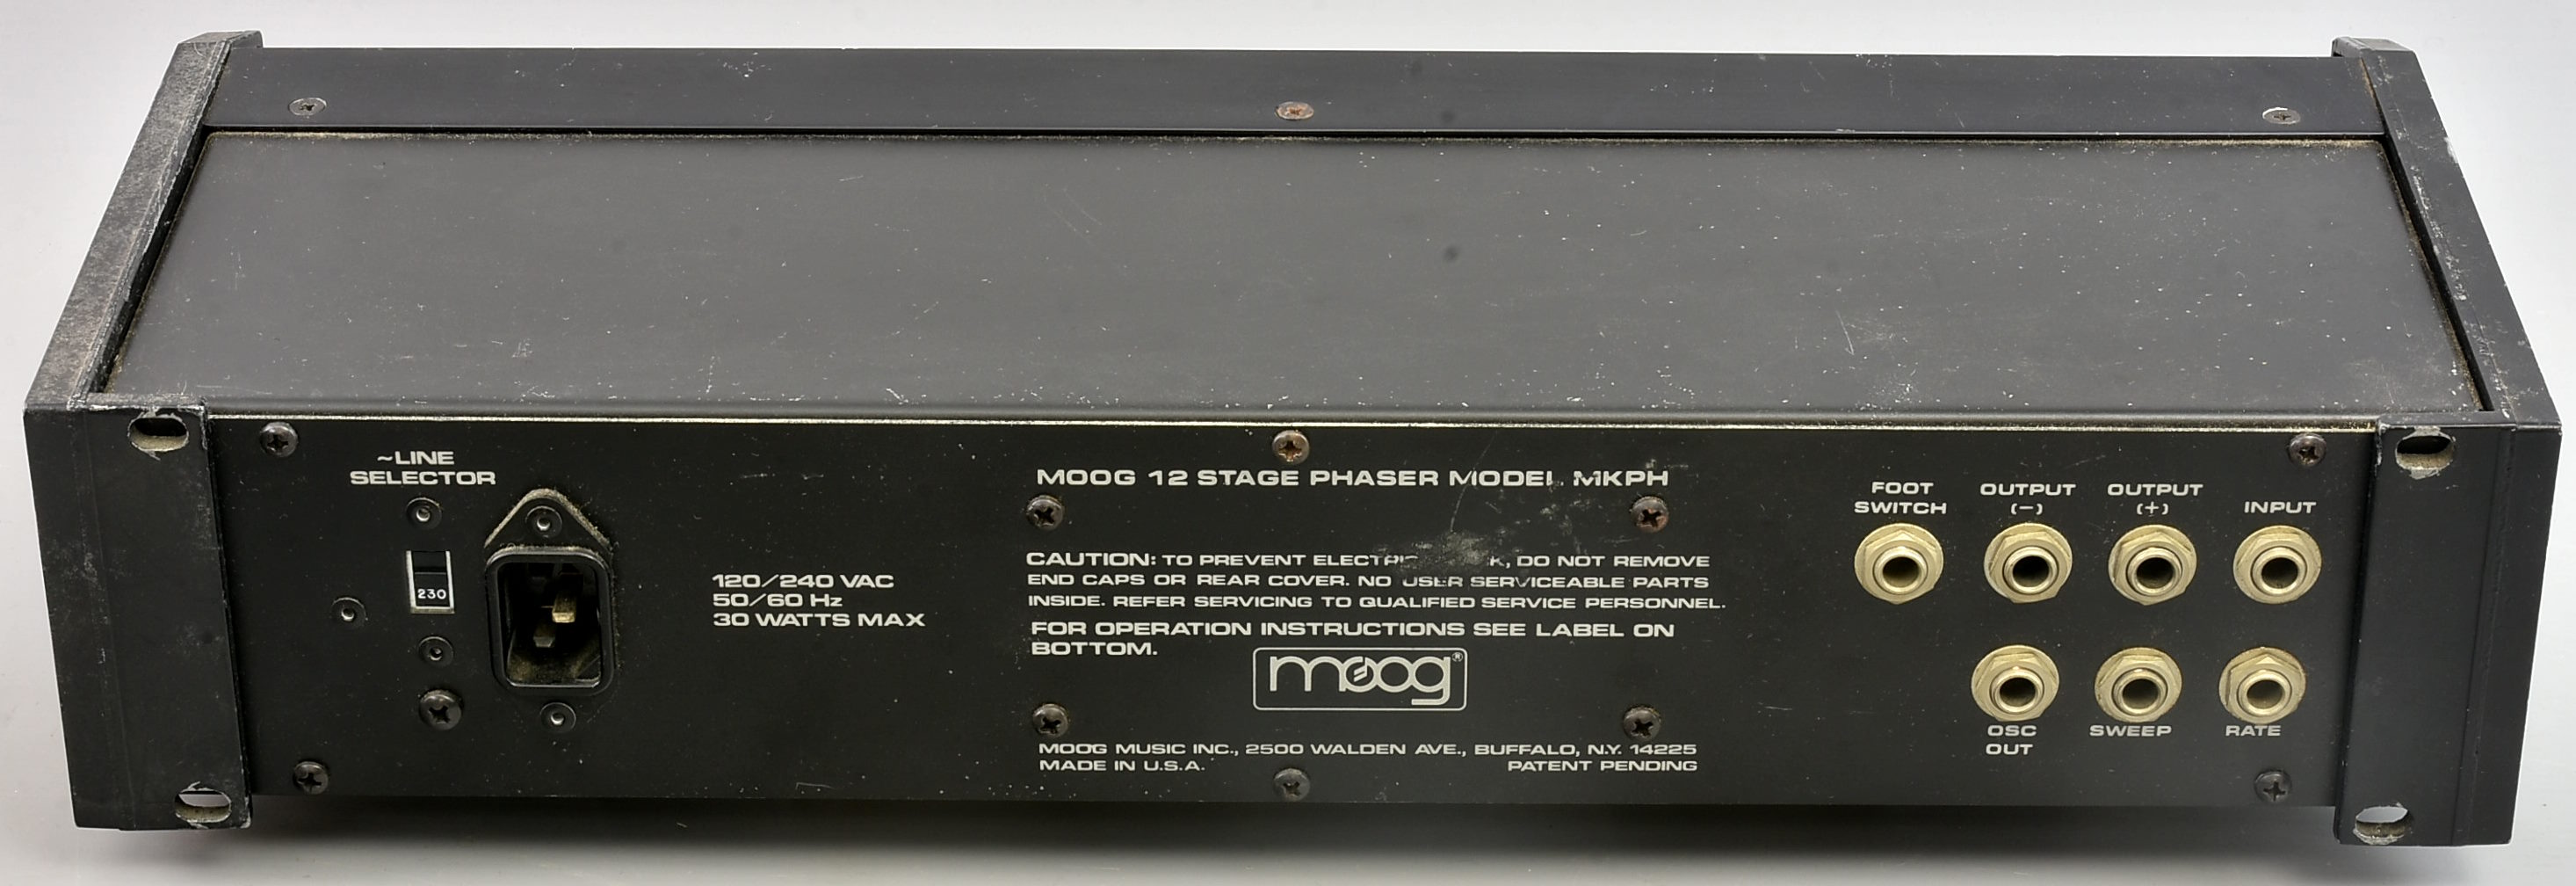 ~LINE
SELECTOR
230
120/240 VAC
50/60 Hz
30 WATTS MAX
MOOG 12 STAGE PHASER MODEL MKPH
CAUTION: TO PREVENT DO NOT REMOVE
END CAPS OR REAR COVER. NO USER SERVICEABLE PARTS
INSIDE. REFER SERVICING TO QUALIFIED SERVICE PERSONNEL.
FOR OPERATION INSTRUCTIONS SEE LABEL ON
BOTTOM.
moog®
MOOG MUSIC INC., 2500 WALDEN AVE., BUFFALO, N.Y. 14225
MADE IN U.S.A. PATENT PENDING
FOOT
SWITCH
OUTPUT
(−)
OUTPUT
(+)
INPUT
OSC
OUT
SWEEP
RATE